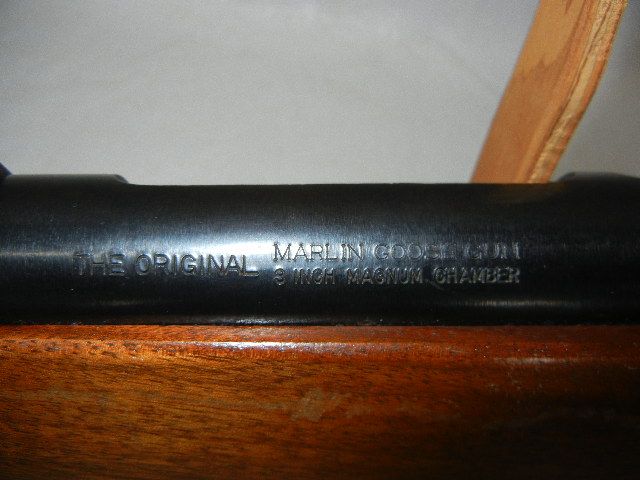 THE ORIGINAL
MARLIN GOOSE GUN
3 INCH MAGNUM CHAMBER